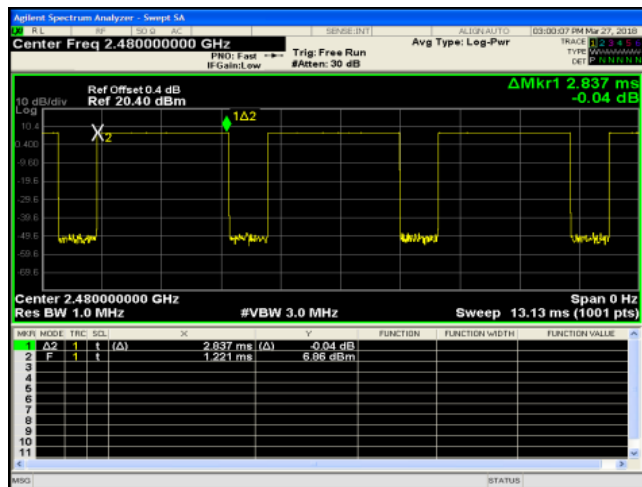 Agilent Spectrum Analyzer - Swept SA
RL RF 50 Ω AC SENSE:INT ALIGN AUTO 03:00:07 PM Mar 27, 2018
Center Freq 2.480000000 GHz Avg Type: Log-Pwr TRACE 1 2 3 4 5 6
PNO: Fast Trig: Free Run TYPE
IFGain:Low #Atten: 30 dB DET P N N N N N
ΔMkr1 2.837 ms
Ref Offset 0.4 dB
10 dB/div Ref 20.40 dBm -0.04 dB
Log
1Δ2
10.4
2
0.400
-9.60
-19.6
-29.6
-39.6
-49.6
-59.6
-69.6
Center 2.480000000 GHz Span 0 Hz
Res BW 1.0 MHz #VBW 3.0 MHz Sweep 13.13 ms (1001 pts)
MKR MODE TRC SCL X Y FUNCTION FUNCTION WIDTH FUNCTION VALUE
1 Δ2 1 t (Δ) 2.837 ms (Δ) -0.04 dB
2 F 1 t 1.221 ms 6.86 dBm
3
4
5
6
7
8
9
10
11
MSG STATUS